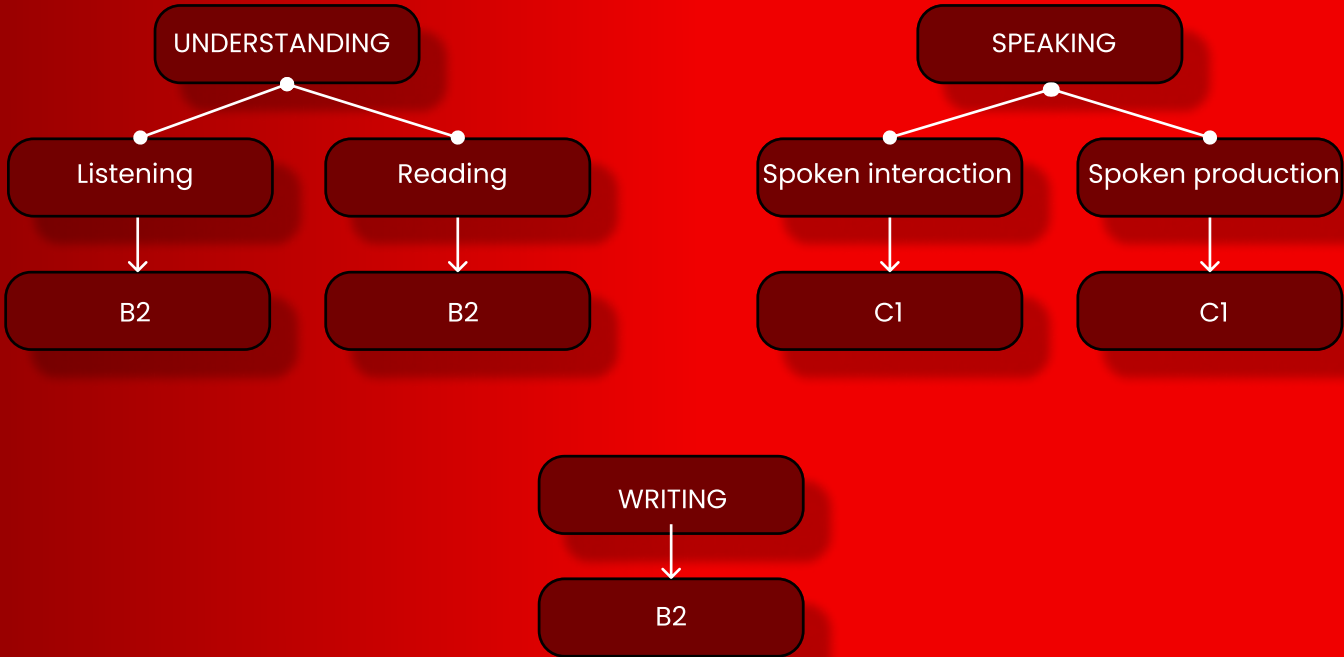 UNDERSTANDING
SPEAKING
Listening
Reading
Spoken interaction
Spoken production
B2
B2
C1
C1
WRITING
B2